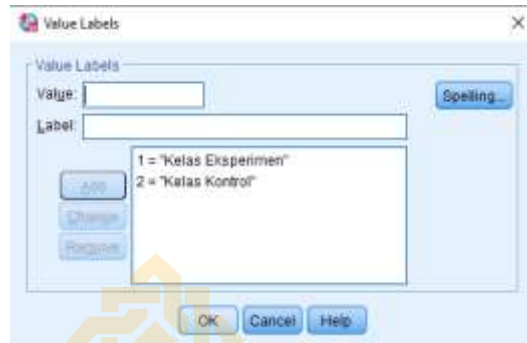 Value Labels
Value Labels
Value:
Spelling...
Label:
1 = "Kelas Eksperimen"
2 = "Kelas Kontrol"
Add
Change
Remove
OK
Cancel
Help